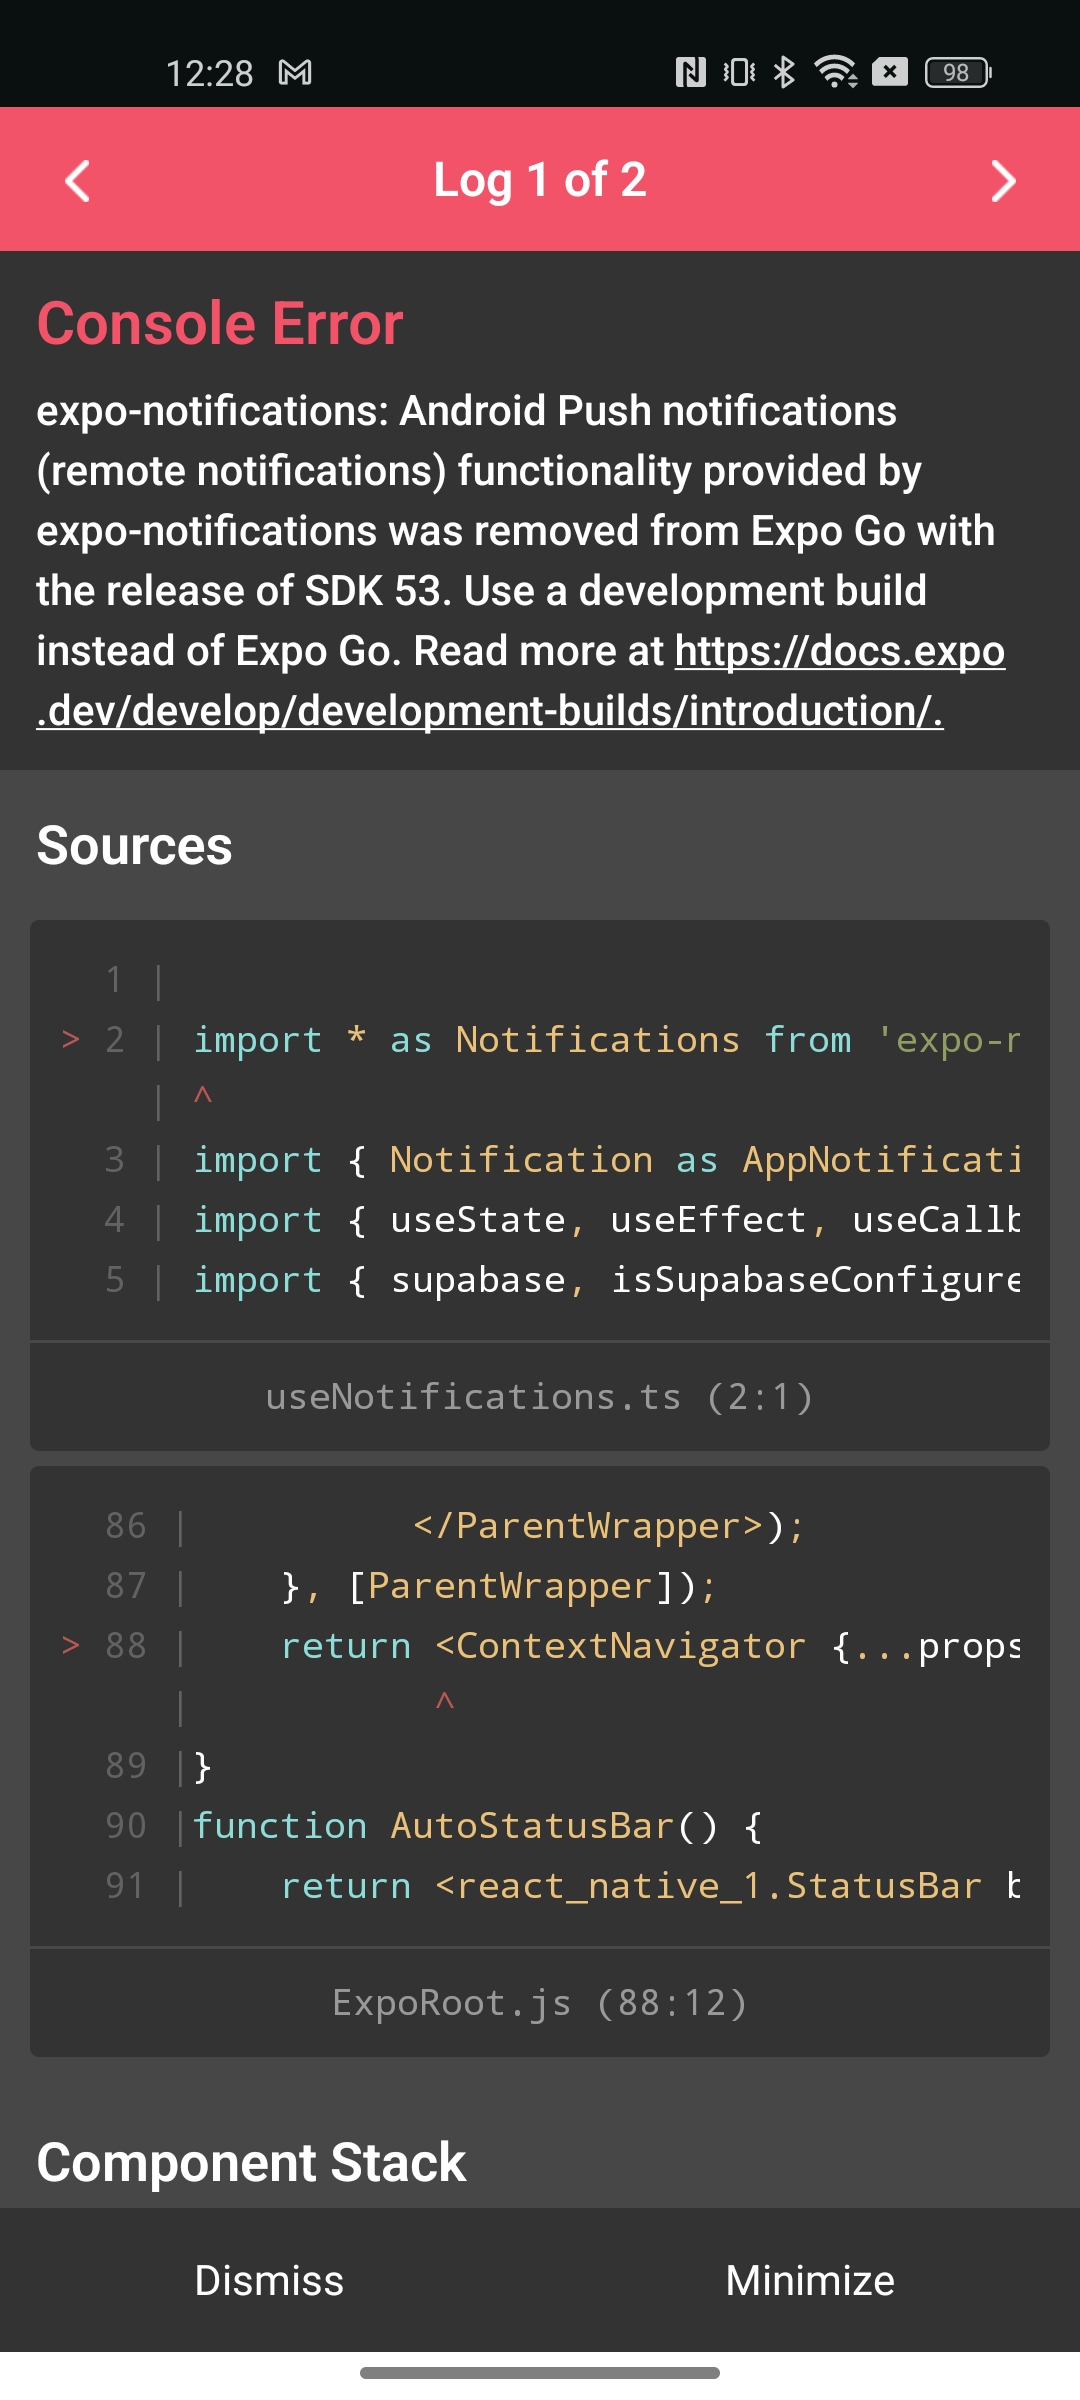 12:28
98
Log 1 of 2
Console Error
expo-notifications: Android Push notifications
(remote notifications) functionality provided by
expo-notifications was removed from Expo Go with
the release of SDK 53. Use a development build
instead of Expo Go. Read more at https://docs.expo
.dev/develop/development-builds/introduction/.
Sources
1 |
> 2 | import * as Notifications from 'expo-n
| ^
3 | import { Notification as AppNotificati
4 | import { useState, useEffect, useCallb
5 | import { supabase, isSupabaseConfigure
useNotifications.ts (2:1)
86 | </ParentWrapper>);
87 | }, [ParentWrapper]);
> 88 | return <ContextNavigator {...props
| ^
89 |}
90 |function AutoStatusBar() {
91 | return <react_native_1.StatusBar b
ExpoRoot.js (88:12)
Component Stack
Dismiss
Minimize